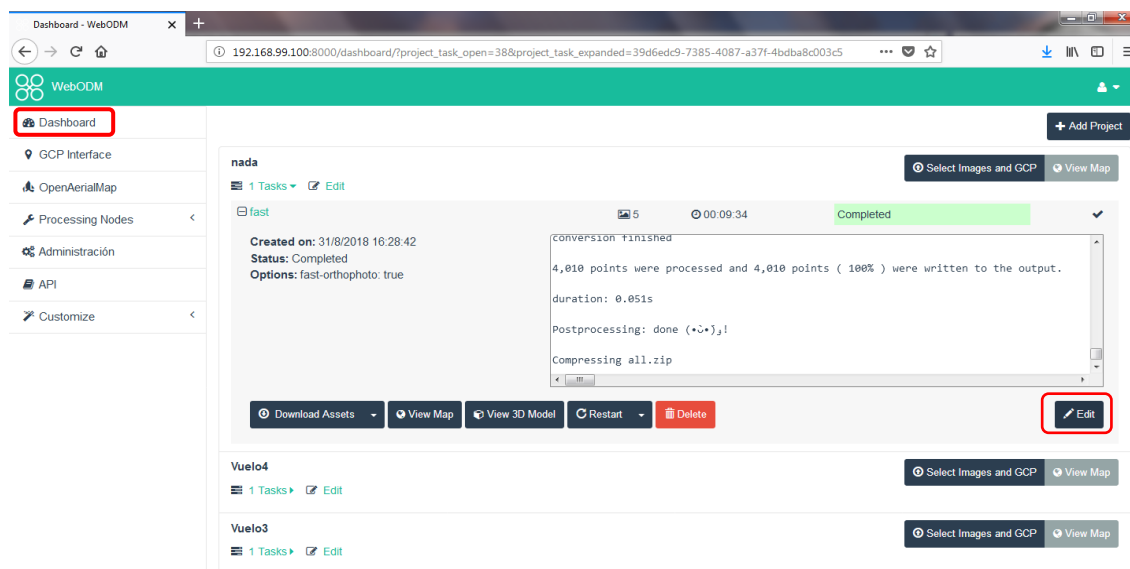 Dashboard - WebODM
192.168.99.100:8000/dashboard/?project_task_open=38&project_task_expanded=39d6edc9-7385-4087-a37f-4bdba8c003c5
WebODM
Dashboard
GCP Interface
OpenAerialMap
Processing Nodes
Administración
API
Customize
Add Project
nada
Select Images and GCP View Map
1 Tasks Edit
fast 5 00:09:34 Completed
Created on: 31/8/2018 16:28:42
Status: Completed
Options: fast-orthophoto: true
conversion finished
4,010 points were processed and 4,010 points ( 100% ) were written to the output.
duration: 0.051s
Postprocessing: done (•̀ᴗ•́)و!
Compressing all.zip
Download Assets View Map View 3D Model Restart Delete Edit
Vuelo4
Select Images and GCP View Map
1 Tasks Edit
Vuelo3
Select Images and GCP View Map
1 Tasks Edit